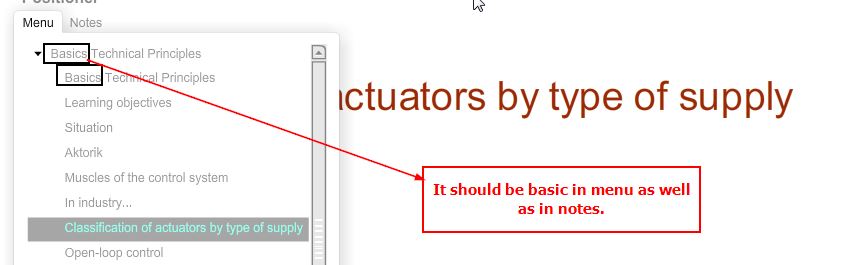 Positioner
Menu Notes
Basics Technical Principles
Basics Technical Principles
Learning objectives
Situation
Aktorik
Muscles of the control system
In industry...
Classification of actuators by type of supply
Open-loop control
actuators by type of supply
It should be basic in menu as well
as in notes.